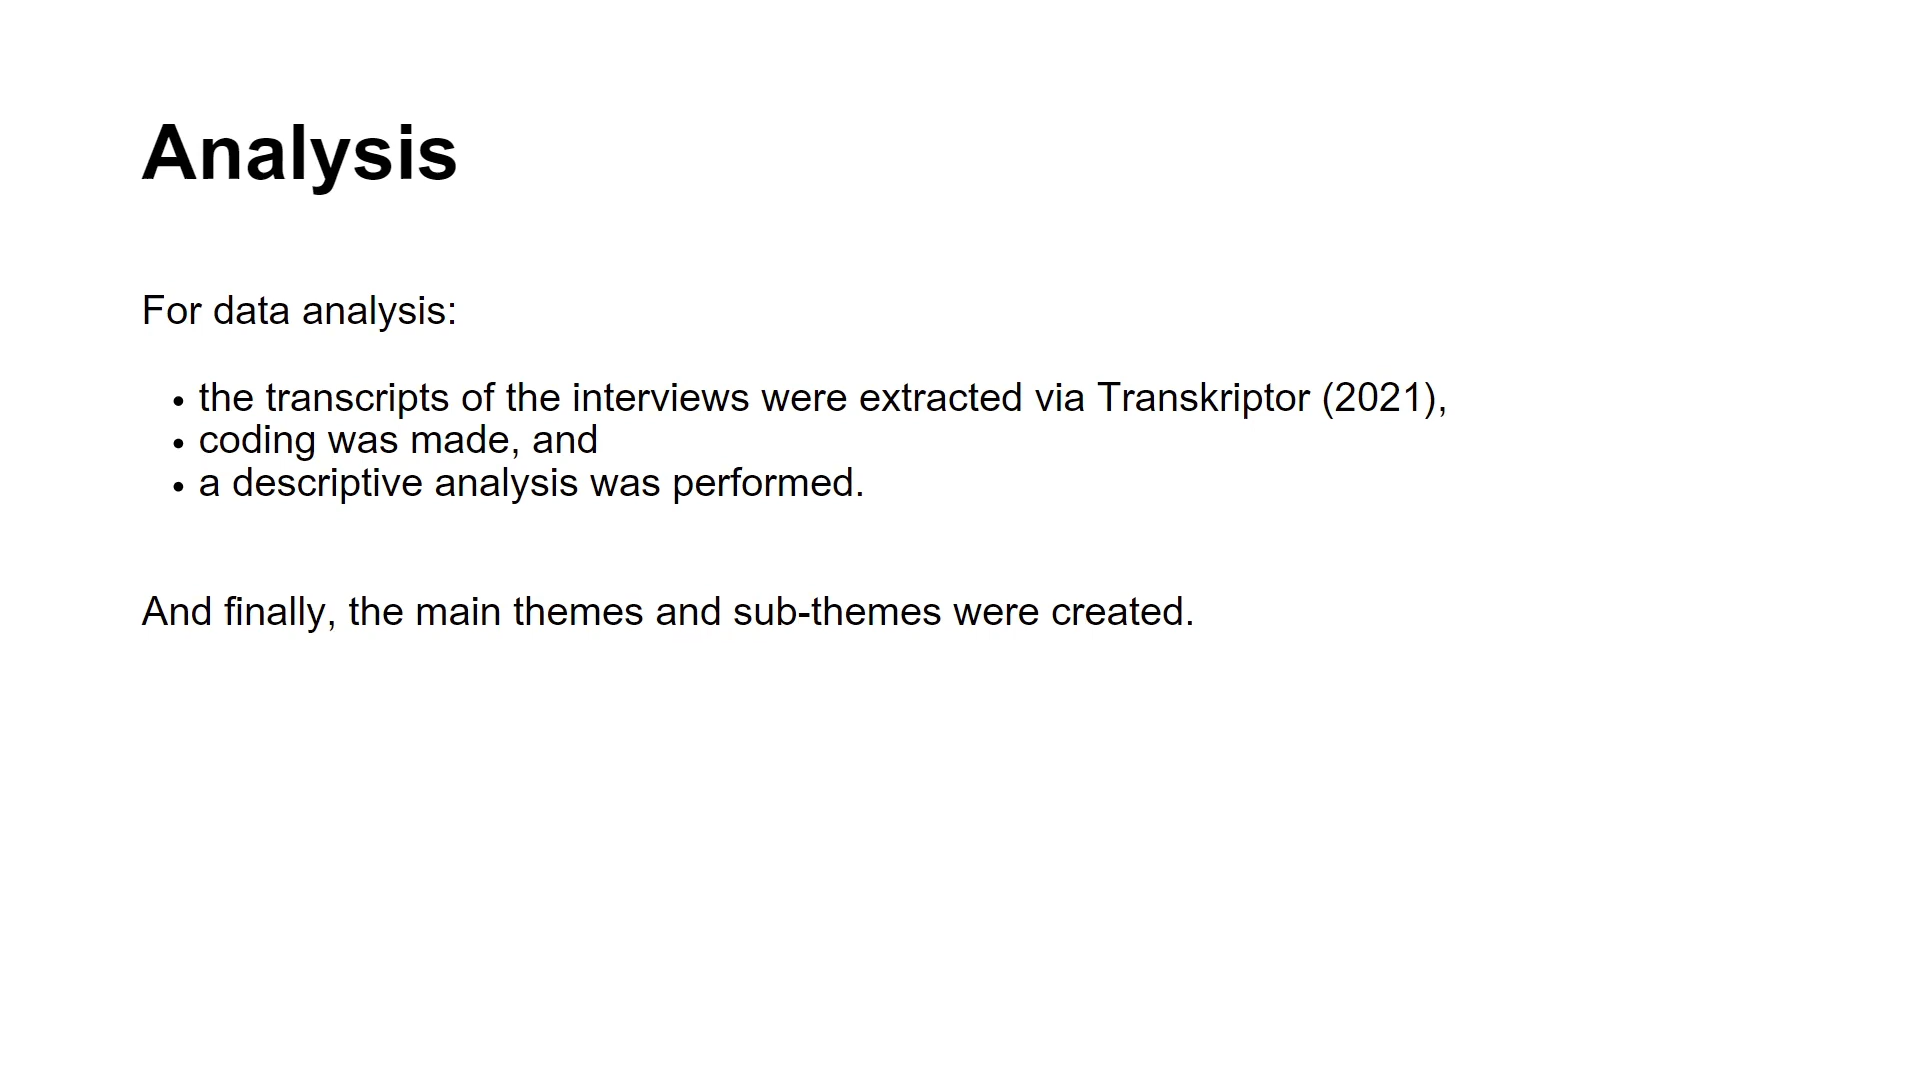 Analysis
For data analysis:
• the transcripts of the interviews were extracted via Transkriptor (2021),
• coding was made, and
• a descriptive analysis was performed.
And finally, the main themes and sub-themes were created.